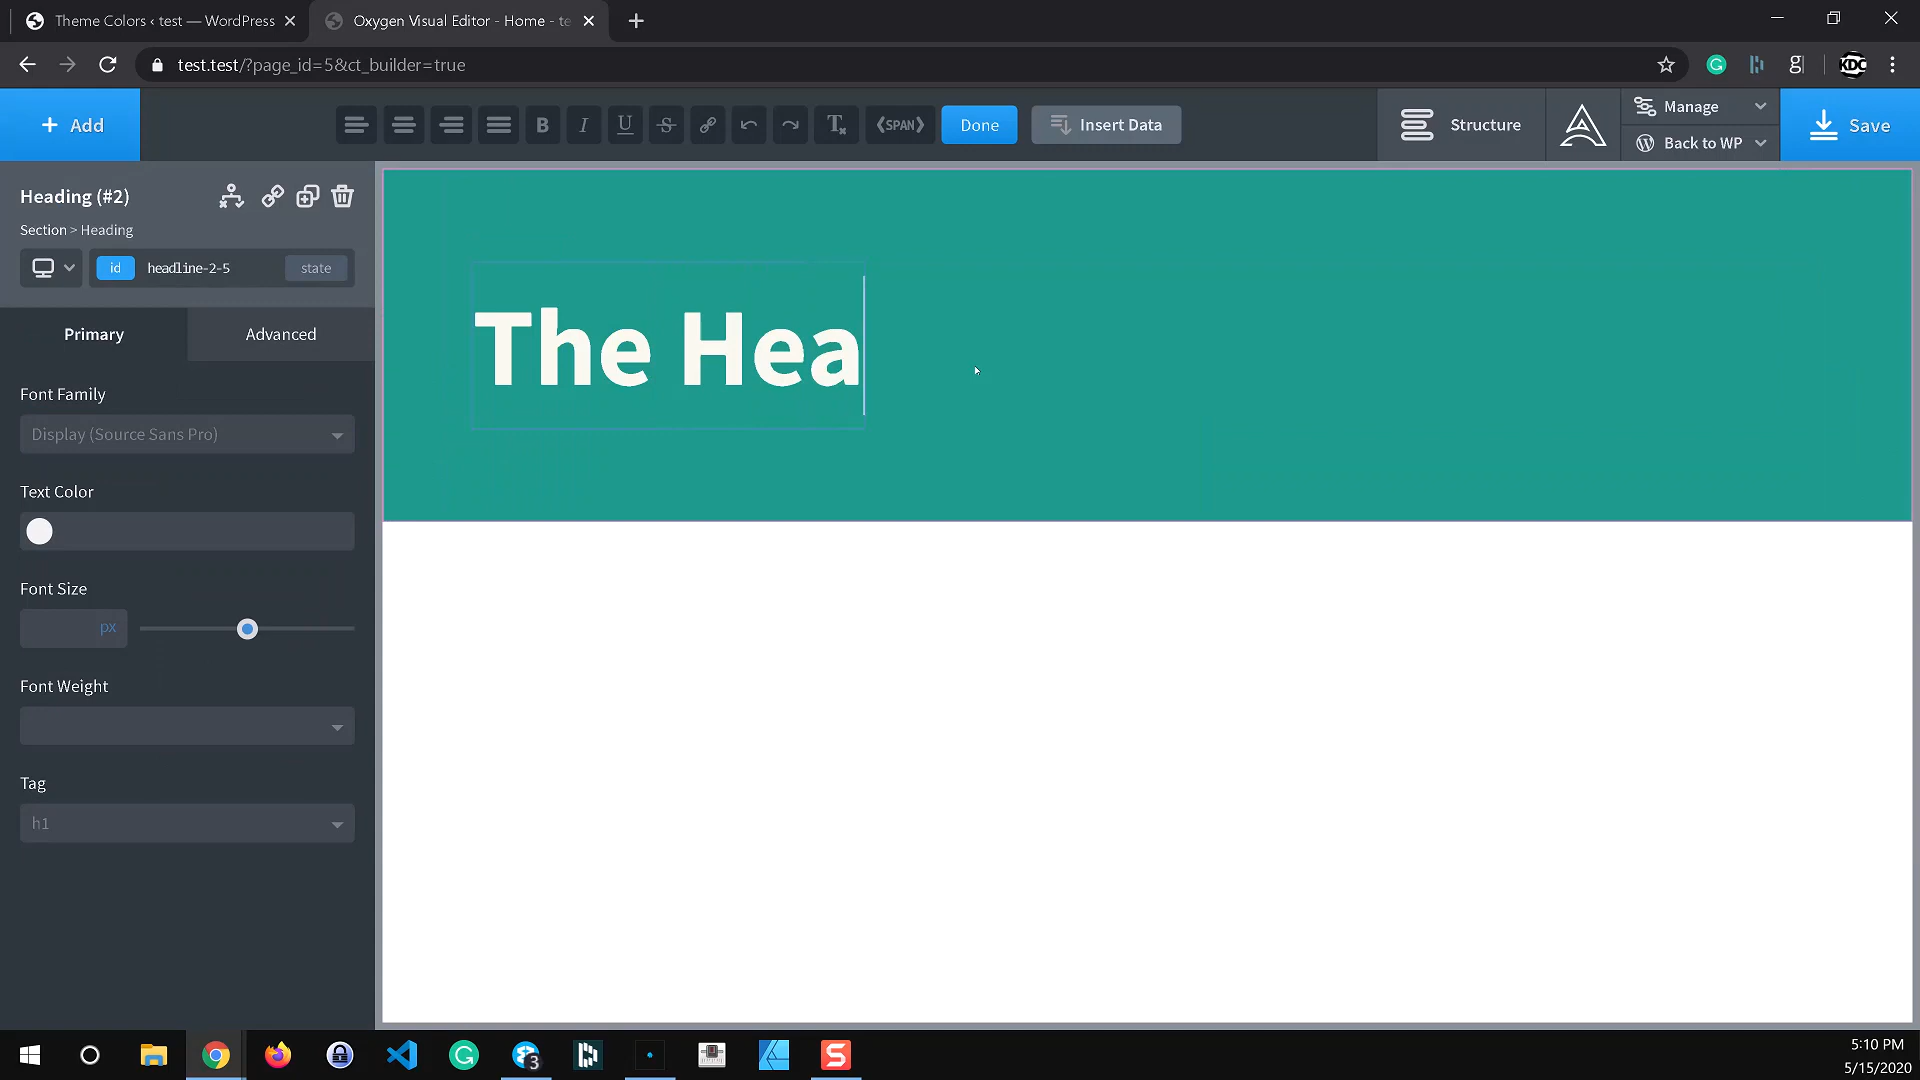 Theme Colors ‹ test — WordPress
Oxygen Visual Editor - Home - te
test.test/?page_id=5&ct_builder=true
KDC
+ Add
B I U S
Tx
‹SPAN›
Done
Insert Data
Structure
Manage
Back to WP
Save
Heading (#2)
Section > Heading
id
headline-2-5
state
Primary
Advanced
Font Family
Display (Source Sans Pro)
Text Color
Font Size
px
Font Weight
Tag
h1
The Hea
3
5:10 PM
5/15/2020